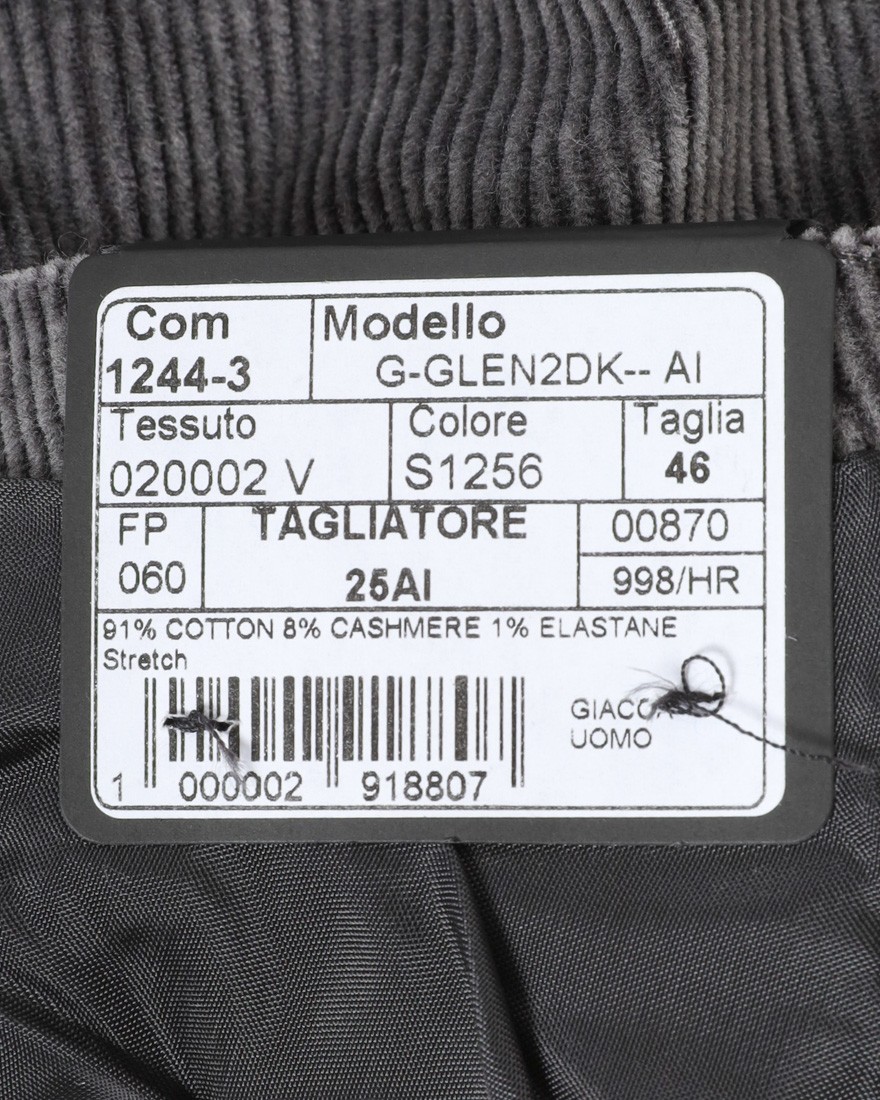 Com
1244-3
Modello
G-GLEN2DK-- AI
Tessuto
020002 V
Colore
S1256
Taglia
46
FP
060
TAGLIATORE
25AI
00870
998/HR
91% COTTON 8% CASHMERE 1% ELASTANE
Stretch
1 000002 918807
GIACCA
UOMO